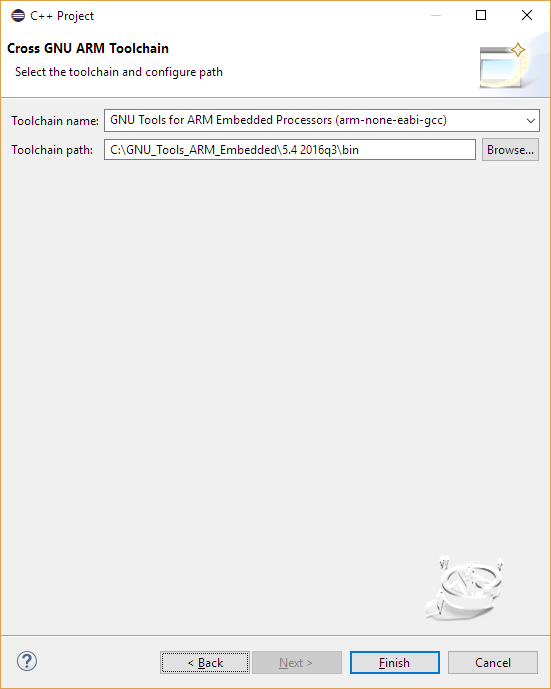 C++ Project
Cross GNU ARM Toolchain
Select the toolchain and configure path
Toolchain name: GNU Tools for ARM Embedded Processors (arm-none-eabi-gcc)
Toolchain path: C:\GNU_Tools_ARM_Embedded\5.4 2016q3\bin Browse...
? < Back Next > Finish Cancel